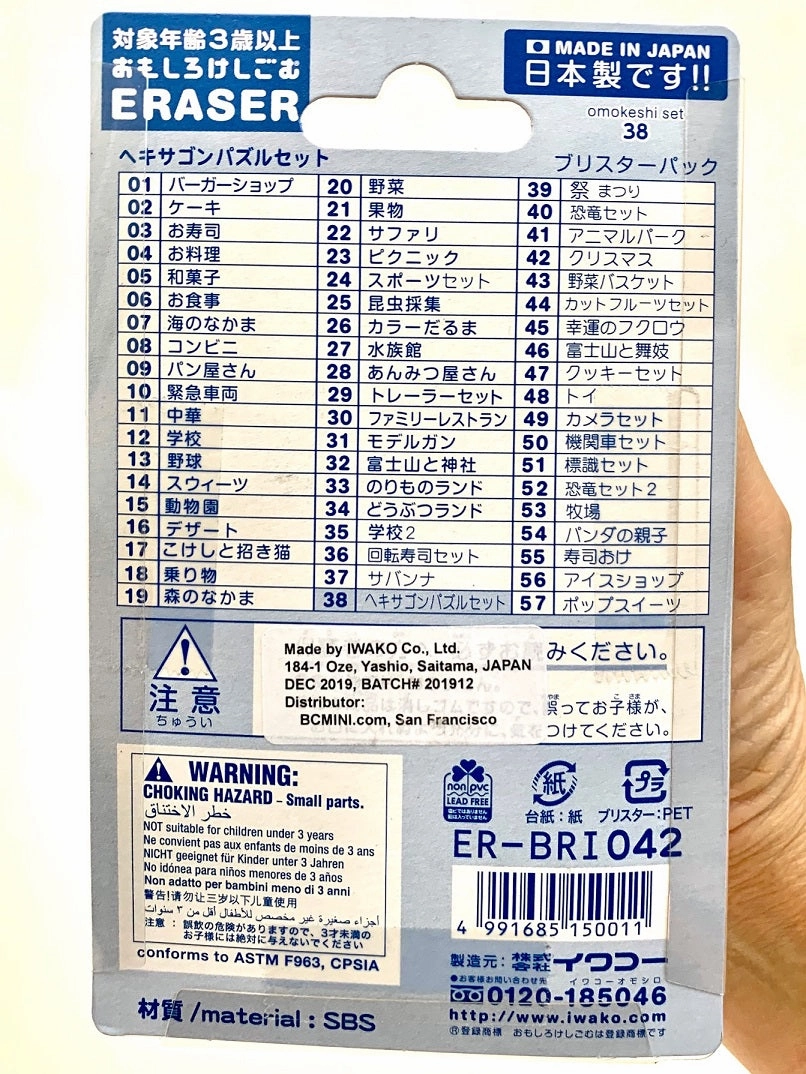 対象年齢3歳以上
おもしろけしごむ
ERASER
MADE IN JAPAN
日本製です!!
omokeshi set
38
ヘキサゴンパズルセット
ブリスターパック
01 バーガーショップ
02 ケーキ
03 お寿司
04 お料理
05 和菓子
06 お食事
07 海のなかま
08 コンビニ
09 パン屋さん
10 緊急車両
11 中華
12 学校
13 野球
14 スウィーツ
15 動物園
16 デザート
17 こけしと招き猫
18 乗り物
19 森のなかま
20 野菜
21 果物
22 サファリ
23 ピクニック
24 スポーツセット
25 昆虫採集
26 カラーだるま
27 水族館
28 あんみつ屋さん
29 トレーラーセット
30 ファミリーレストラン
31 モデルガン
32 富士山と神社
33 のりものランド
34 どうぶつランド
35 学校2
36 回転寿司セット
37 サバンナ
38 ヘキサゴンパズルセット
39 祭 まつり
40 恐竜セット
41 アニマルパーク
42 クリスマス
43 野菜バスケット
44 カットフルーツセット
45 幸運のフクロウ
46 富士山と舞妓
47 クッキーセット
48 トイ
49 カメラセット
50 機関車セット
51 標識セット
52 恐竜セット2
53 牧場
54 パンダの親子
55 寿司おけ
56 アイスショップ
57 ポップスイーツ
注意
ちゅうい
Made by IWAKO Co., Ltd.
184-1 Oze, Yashio, Saitama, JAPAN
DEC 2019, BATCH# 201912
Distributor:
BCMINI.com, San Francisco
みください。
誤ってお子様が、
つけてください。
WARNING:
CHOKING HAZARD – Small parts.
خطر الاختناق
NOT suitable for children under 3 years
Ne convient pas aux enfants de moins de 3 ans
NICHT geeignet für Kinder unter 3 Jahren
No idónea para niños menores de 3 años
Non adatto per bambini meno di 3 anni
警告!请勿让三岁以下儿童使用
أجزاء صغيرة غير مخصص للأطفال أقل من ٣ سنوات
注意：誤飲の危険がありますので、3才未満の
お子様には絶対に与えないでください
conforms to ASTM F963, CPSIA
材質/material：SBS
non pvc
LEAD FREE
紙
台紙：紙
プラ
ブリスター：PET
ER-BRI042
4 991685 150011
製造元：株式会社イワコー
●お客様お問い合わせ先 イワコーオモシロ
0120-185046
http://www.iwako.com
Ⓡ登録商標 おもしろけしごむは登録商標です